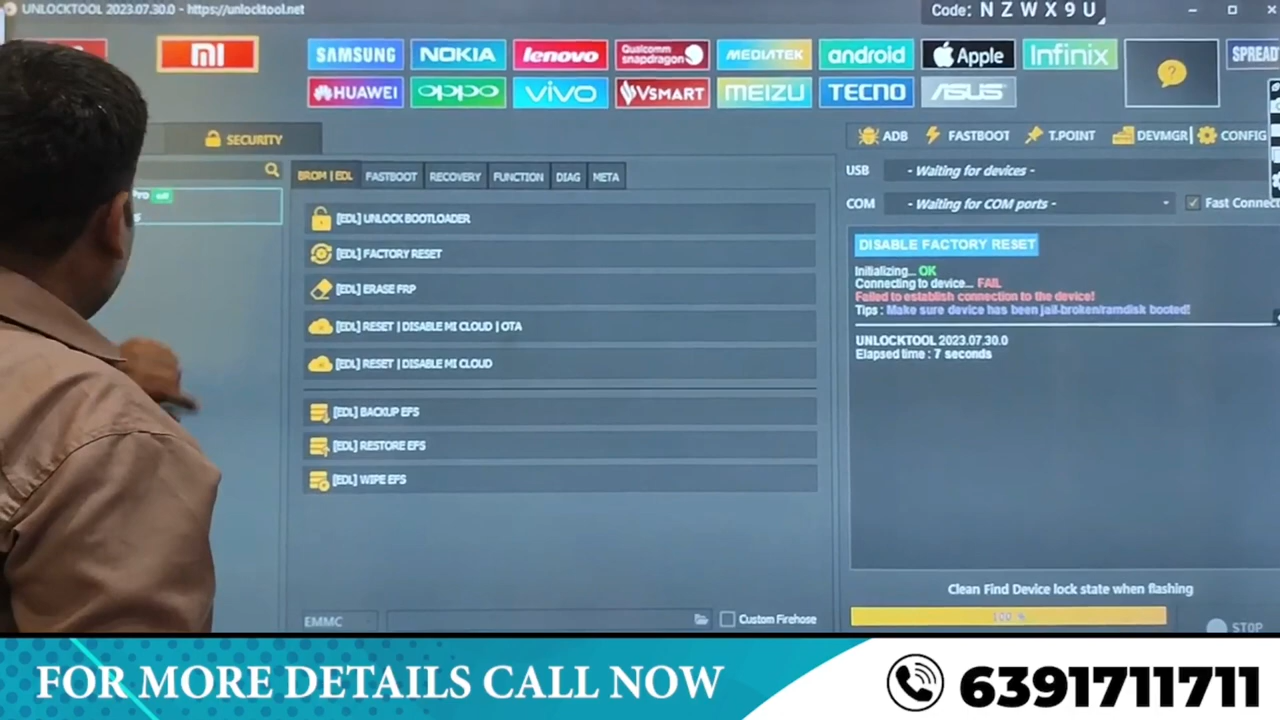 UNLOCKTOOL 2023.07.30.0 - https://unlocktool.net
Code: N Z W X 9 U
MI
SAMSUNG
NOKIA
lenovo
Qualcomm
snapdragon
MEDIATEK
android
Apple
Infinix
SPREAD
HUAWEI
oppo
vivo
VSMART
MEIZU
TECNO
ASUS
SECURITY
ADB
FASTBOOT
T.POINT
DEVMGR
CONFIG
Pro
BROM | EDL
FASTBOOT
RECOVERY
FUNCTION
DIAG
META
[EDL] UNLOCK BOOTLOADER
[EDL] FACTORY RESET
[EDL] ERASE FRP
[EDL] RESET | DISABLE MI CLOUD | OTA
[EDL] RESET | DISABLE MI CLOUD
[EDL] BACKUP EFS
[EDL] RESTORE EFS
[EDL] WIPE EFS
EMMC
Custom Firehose
USB
- Waiting for devices -
COM
- Waiting for COM ports -
Fast Connect
DISABLE FACTORY RESET
Initializing... OK
Connecting to device... FAIL
Failed to establish connection to the device!
Tips : Make sure device has been jail-broken/ramdisk booted!
UNLOCKTOOL 2023.07.30.0
Elapsed time : 7 seconds
Clean Find Device lock state when flashing
100 %
STOP
FOR MORE DETAILS CALL NOW
6391711711